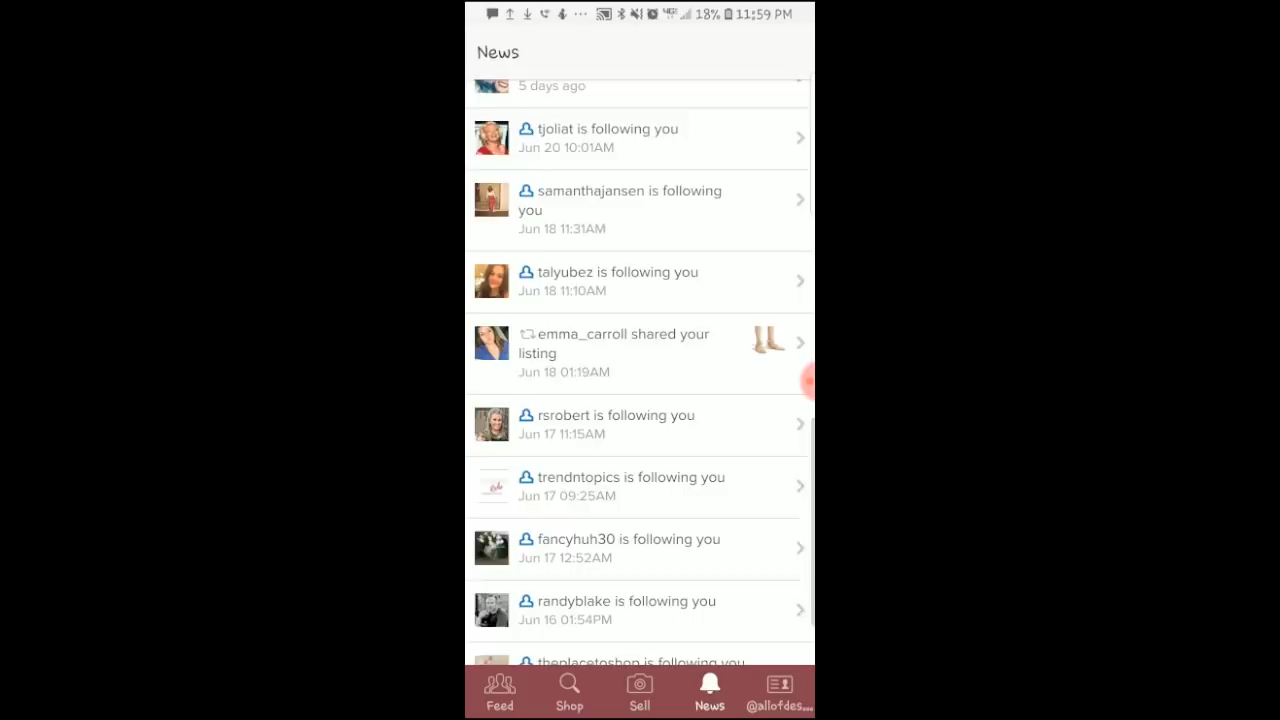 18% 11:59 PM
News
5 days ago
tjoliat is following you
Jun 20 10:01AM
samanthajansen is following
you
Jun 18 11:31AM
talyubez is following you
Jun 18 11:10AM
emma_carroll shared your
listing
Jun 18 01:19AM
rsrobert is following you
Jun 17 11:15AM
trendntopics is following you
Jun 17 09:25AM
fancyhuh30 is following you
Jun 17 12:52AM
randyblake is following you
Jun 16 01:54PM
theplacetoshop is following you
Feed Shop Sell News @allofdes...